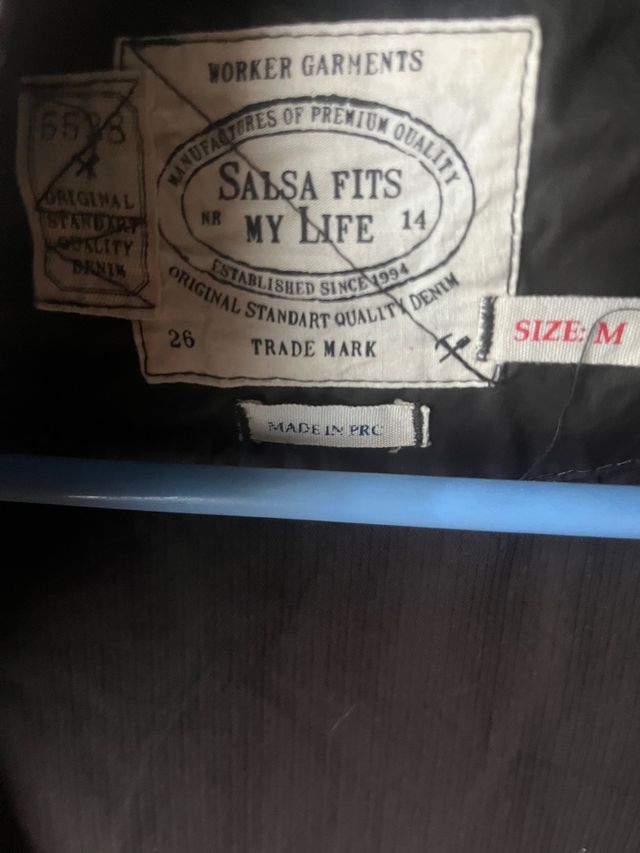 WORKER GARMENTS
MANUFACTURES OF PREMIUM QUALITY
SALSA FITS
NR MY LIFE 14
ESTABLISHED SINCE 1994
ORIGINAL STANDART QUALITY DENIM
26 TRADE MARK
ORIGINAL
STANDART
QUALITY
DENIM
SIZE: M
MADE IN PRC